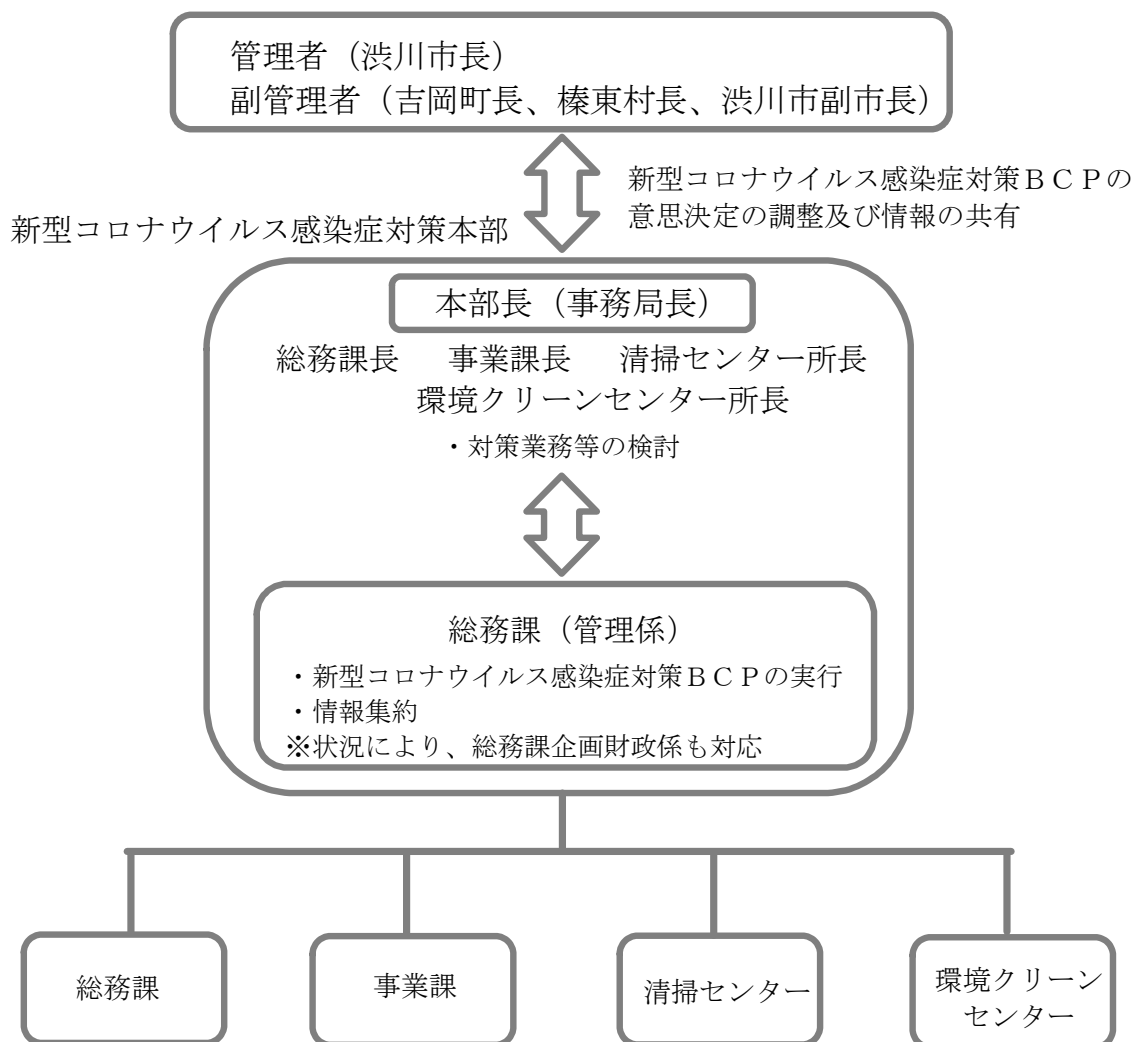 管理者（渋川市長）
副管理者（吉岡町長、榛東村長、渋川市副市長）
新型コロナウイルス感染症対策ＢＣＰの
意思決定の調整及び情報の共有
新型コロナウイルス感染症対策本部
本部長（事務局長）
総務課長　事業課長　清掃センター所長
環境クリーンセンター所長
・対策業務等の検討
総務課（管理係）
・新型コロナウイルス感染症対策ＢＣＰの実行
・情報集約
※状況により、総務課企画財政係も対応
総務課
事業課
清掃センター
環境クリーン
センター